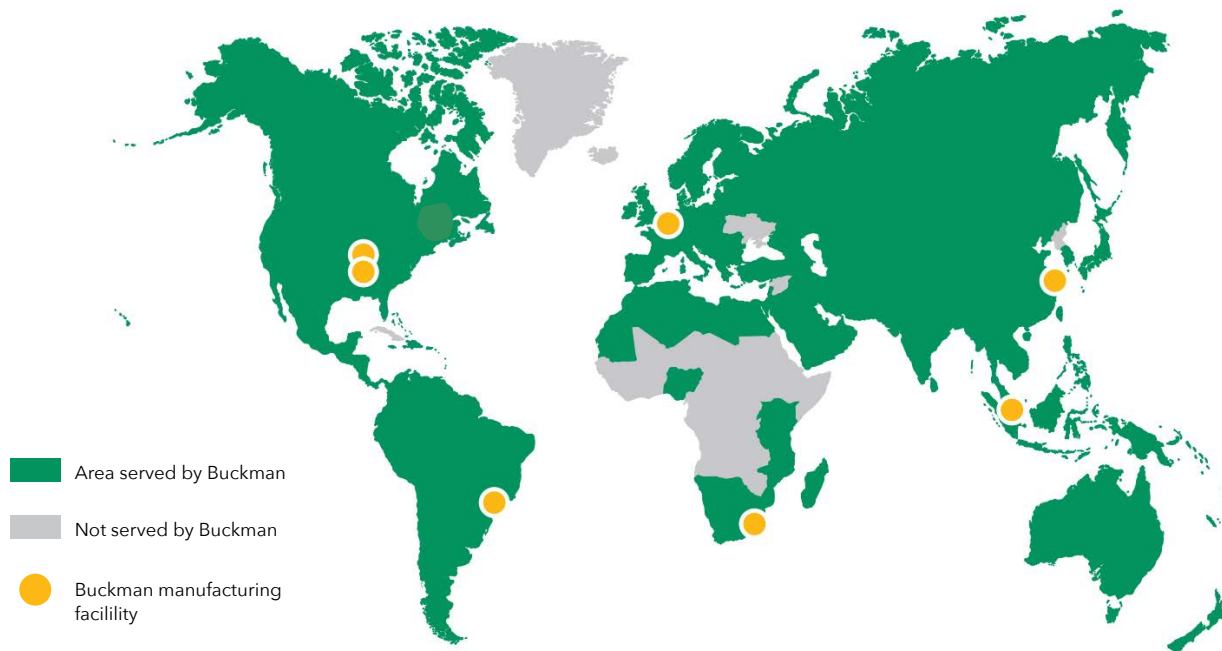 Area served by Buckman
Not served by Buckman
Buckman manufacturing
facilility